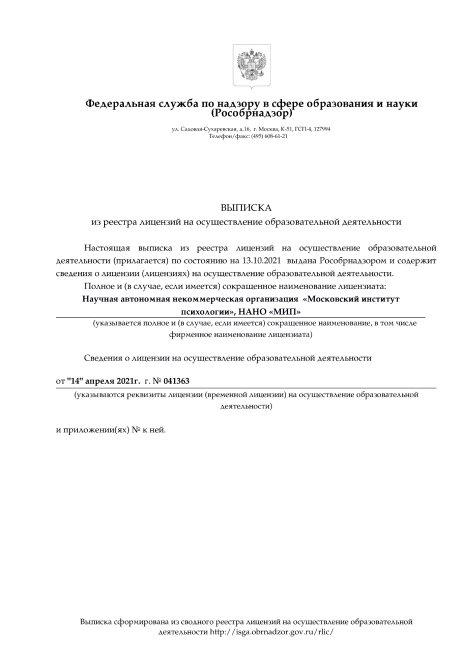 Федеральная служба по надзору в сфере образования и науки
(Рособрнадзор)
ул. Садовая-Сухаревская, д.16, г. Москва, К-51, ГСП-4, 127994
Телефон/факс: (495) 608-61-21
ВЫПИСКА
из реестра лицензий на осуществление образовательной деятельности
Настоящая выписка из реестра лицензий на осуществление образовательной
деятельности (прилагается) по состоянию на 13.10.2021 выдана Рособрнадзором и содержит
сведения о лицензии (лицензиях) на осуществление образовательной деятельности.
Полное и (в случае, если имеется) сокращенное наименование лицензиата:
Научная автономная некоммерческая организация «Московский институт
психологии», НАНО «МИП»
(указывается полное и (в случае, если имеется) сокращенное наименование, в том числе
фирменное наименование лицензиата)
Сведения о лицензии на осуществление образовательной деятельности
от "14" апреля 2021г. г. № 041363
(указываются реквизиты лицензии (временной лицензии) на осуществление образовательной
деятельности)
и приложении(ях) № к ней.
Выписка сформирована из сводного реестра лицензий на осуществление образовательной
деятельности http://isga.obrnadzor.gov.ru/rlic/